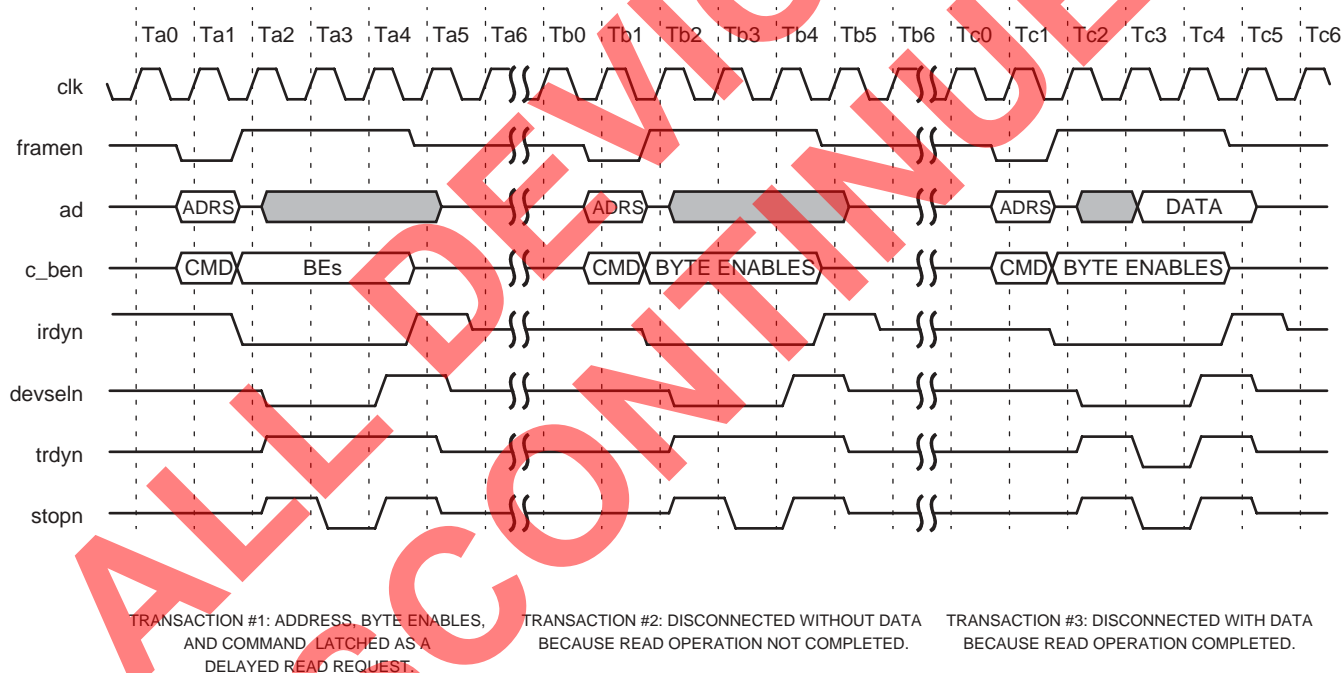 Ta0 Ta1 Ta2 Ta3 Ta4 Ta5 Ta6 Tb0 Tb1 Tb2 Tb3 Tb4 Tb5 Tb6 Tc0 Tc1 Tc2 Tc3 Tc4 Tc5 Tc6
clk
framen
ad ADRS ADRS ADRS DATA
c_ben CMD BEs CMD BYTE ENABLES CMD BYTE ENABLES
irdyn
devseln
trdyn
stopn
TRANSACTION #1: ADDRESS, BYTE ENABLES,
AND COMMAND LATCHED AS A
DELAYED READ REQUEST.
TRANSACTION #2: DISCONNECTED WITHOUT DATA
BECAUSE READ OPERATION NOT COMPLETED.
TRANSACTION #3: DISCONNECTED WITH DATA
BECAUSE READ OPERATION COMPLETED.
ALL DEVIC
SCONTINUE